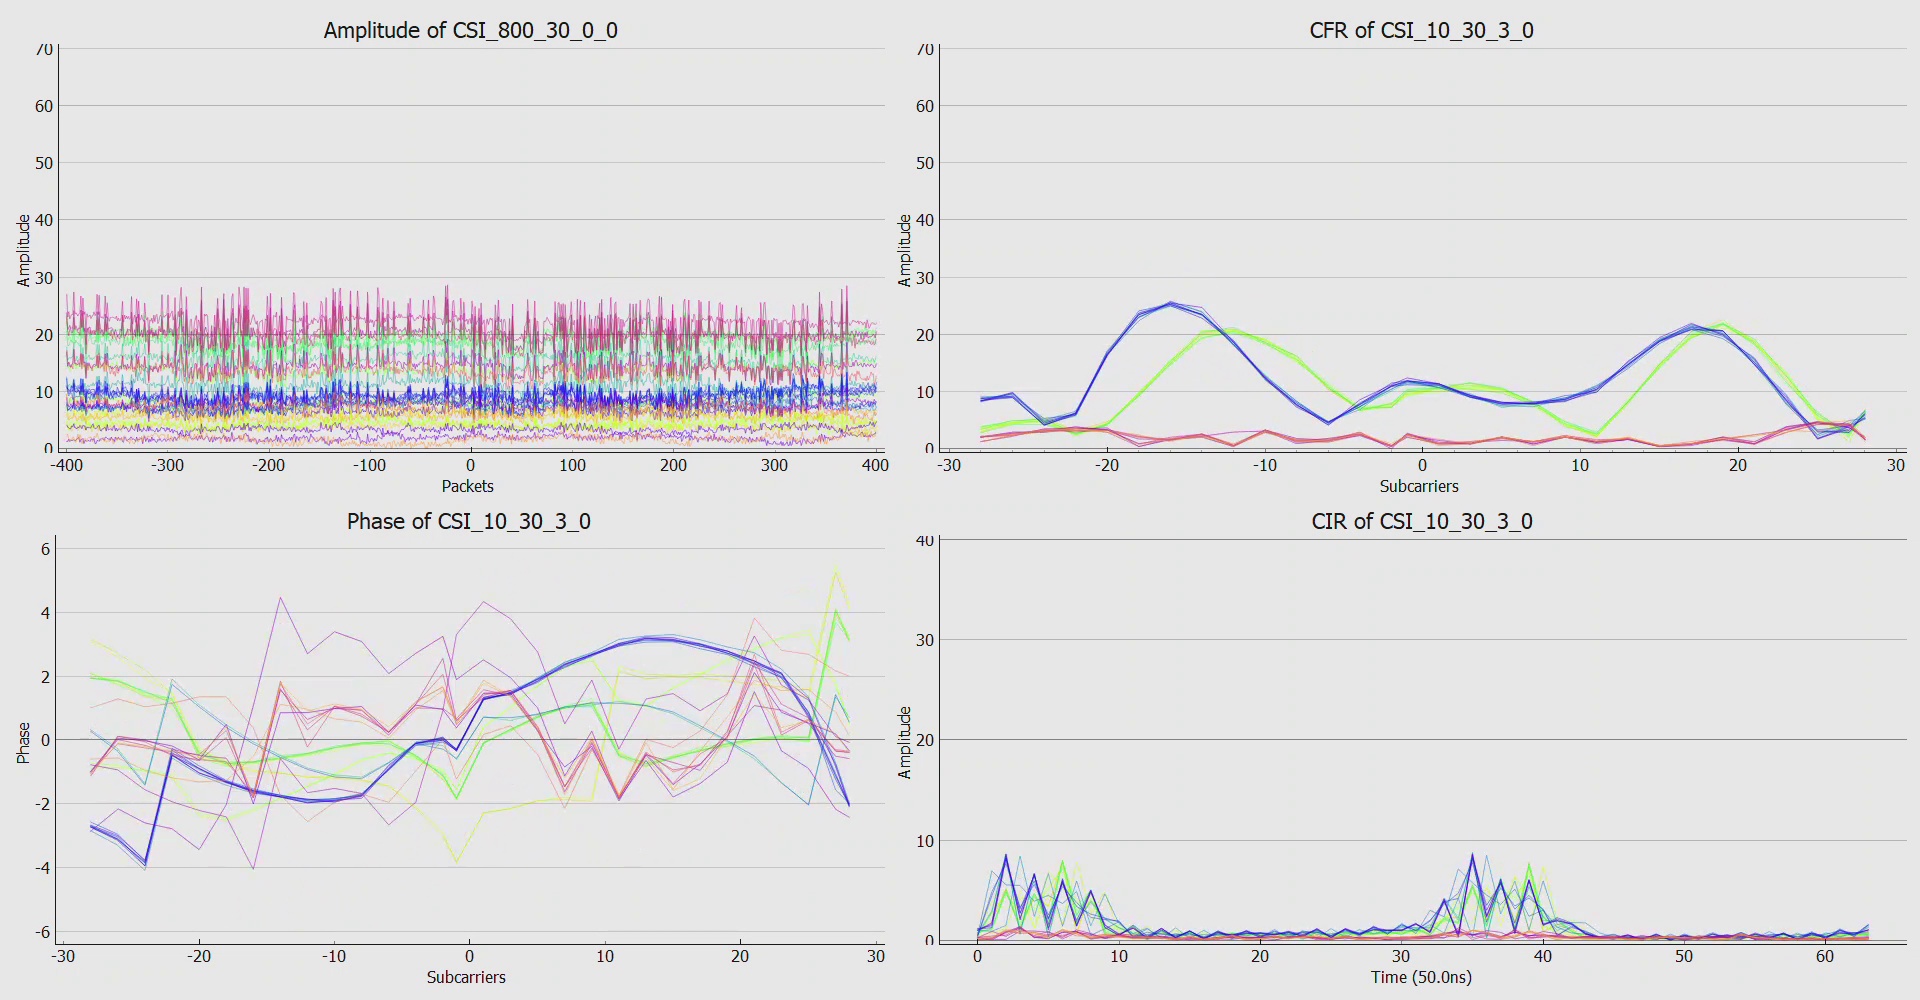 Amplitude of CSI_800_30_0_0
70
60
50
40
30
20
10
0
Amplitude
-400 -300 -200 -100 0 100 200 300 400
Packets
CFR of CSI_10_30_3_0
70
60
50
40
30
20
10
0
Amplitude
-30 -20 -10 0 10 20 30
Subcarriers
Phase of CSI_10_30_3_0
6
4
2
0
-2
-4
-6
Phase
-30 -20 -10 0 10 20 30
Subcarriers
CIR of CSI_10_30_3_0
40
30
20
10
0
Amplitude
0 10 20 30 40 50 60
Time (50.0ns)